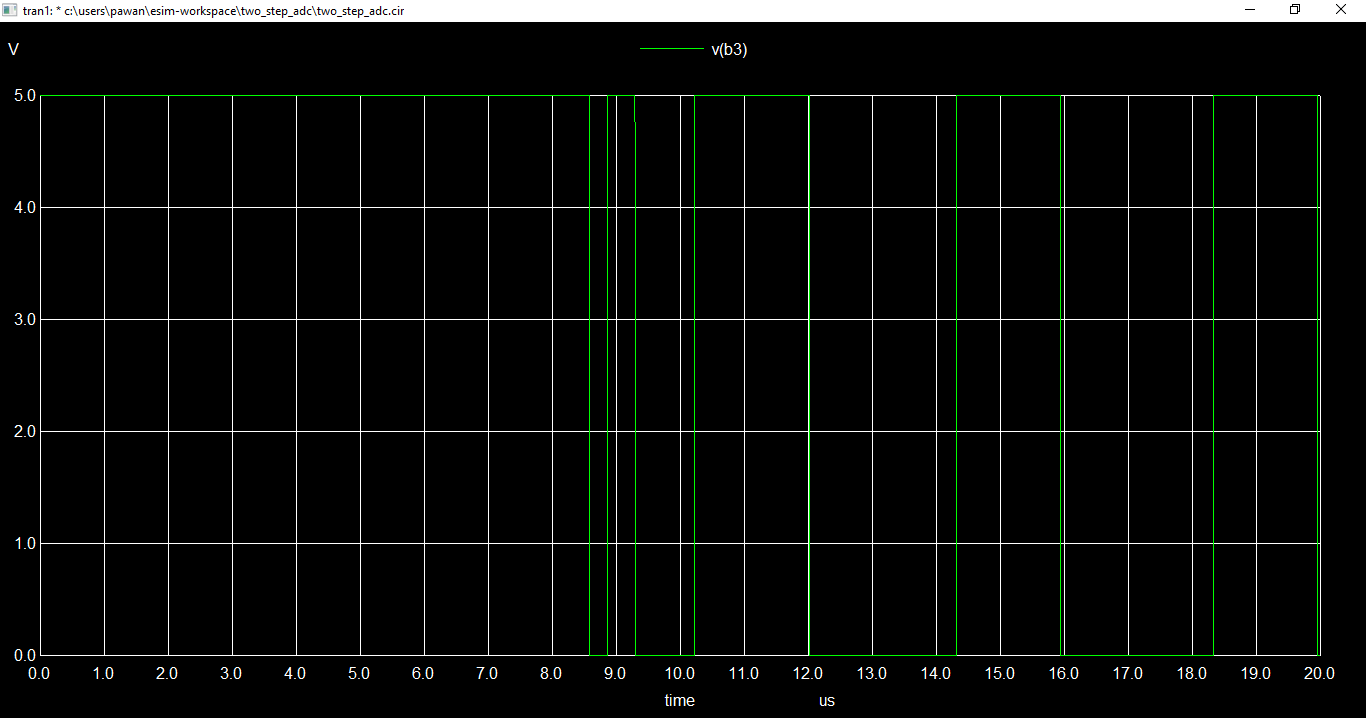 tran1: * c:\users\pawan\esim-workspace\two_step_adc\two_step_adc.cir
V
v(b3)
5.0
4.0
3.0
2.0
1.0
0.0
0.0 1.0 2.0 3.0 4.0 5.0 6.0 7.0 8.0 9.0 10.0 11.0 12.0 13.0 14.0 15.0 16.0 17.0 18.0 19.0 20.0
time us